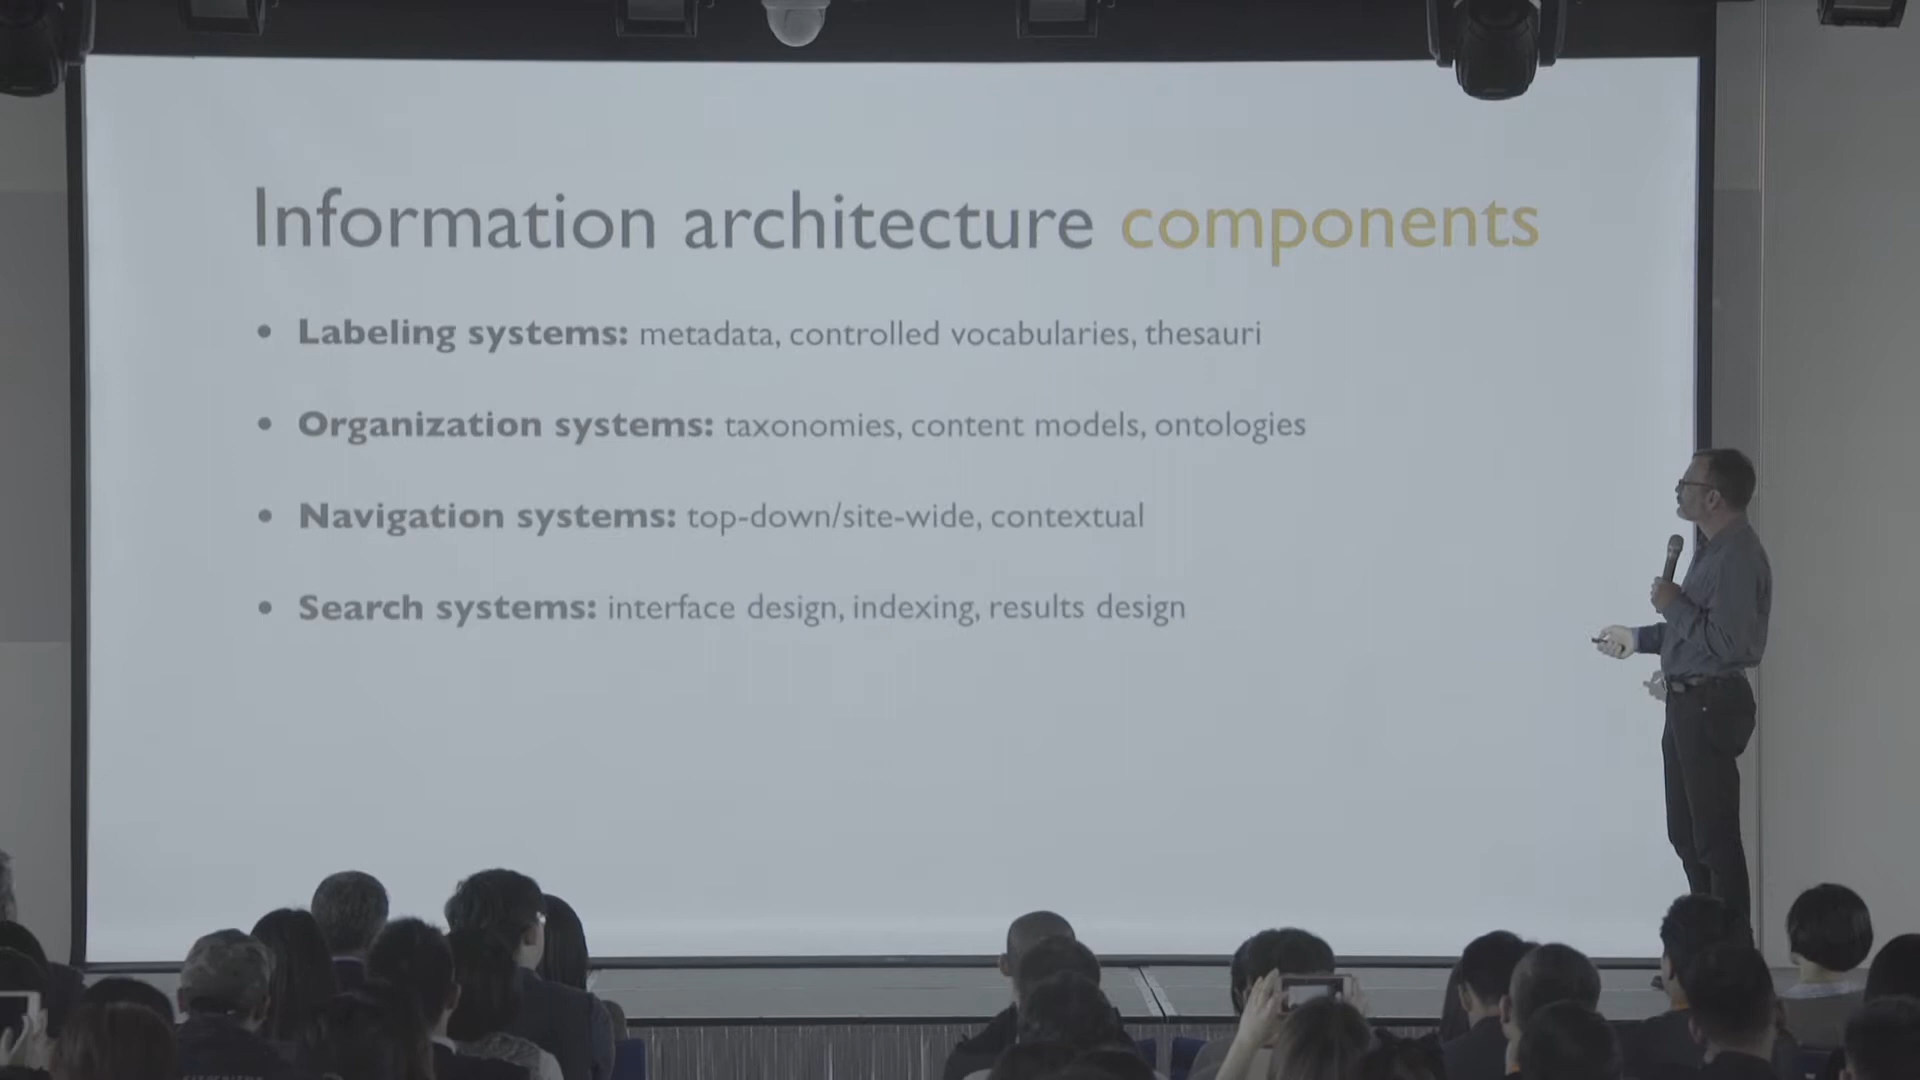 Information architecture components
• Labeling systems: metadata, controlled vocabularies, thesauri
• Organization systems: taxonomies, content models, ontologies
• Navigation systems: top-down/site-wide, contextual
• Search systems: interface design, indexing, results design